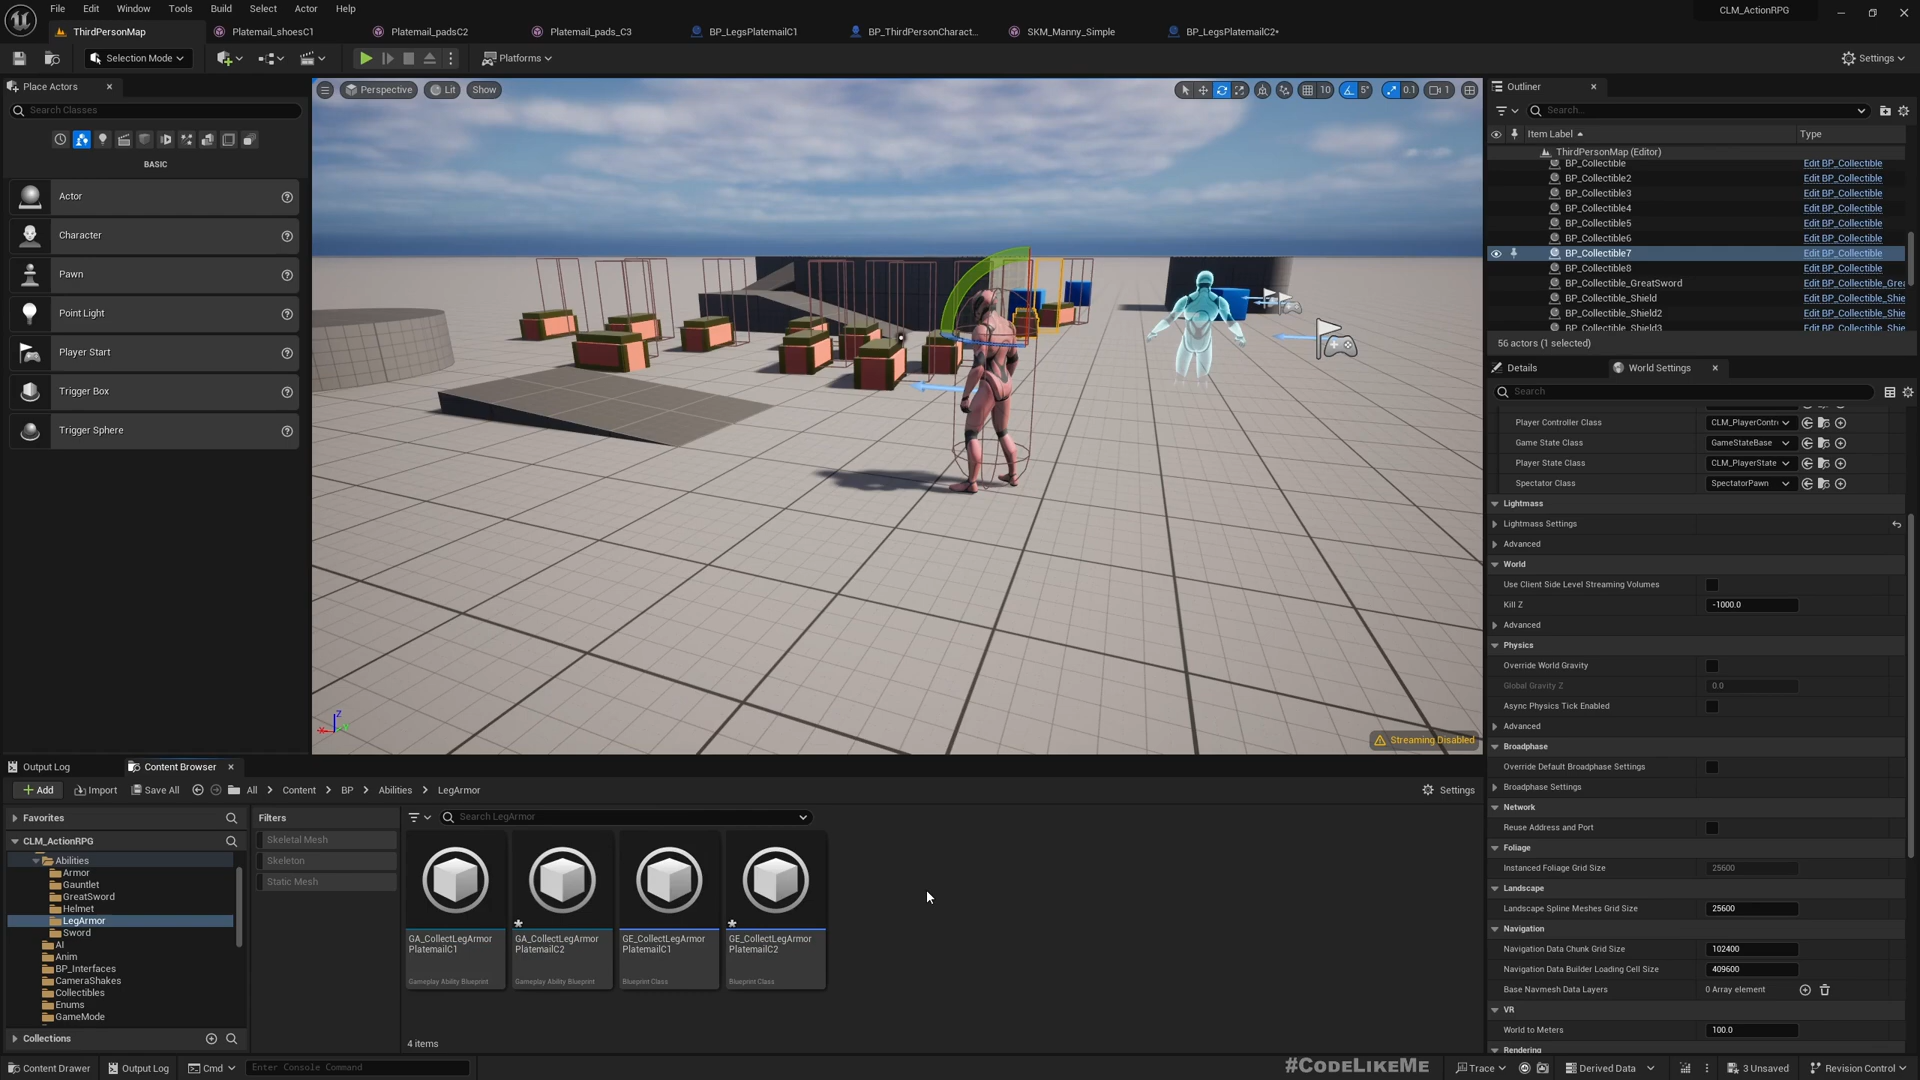 File Edit Window Tools Build Select Actor Help
CLM_ActionRPG
ThirdPersonMap Platemail_shoesC1 Platemail_padsC2 Platemail_pads_C3 BP_LegsPlatemailC1 BP_ThirdPersonCharact... SKM_Manny_Simple BP_LegsPlatemailC2*
Selection Mode Platforms Settings
Place Actors
Search Classes
BASIC
Actor
Character
Pawn
Point Light
Player Start
Trigger Box
Trigger Sphere
Perspective Lit Show
10 5° 0.1 1
Streaming Disabled
Outliner
Search...
Item Label Type
ThirdPersonMap (Editor)
BP_Collectible Edit BP_Collectible
BP_Collectible2 Edit BP_Collectible
BP_Collectible3 Edit BP_Collectible
BP_Collectible4 Edit BP_Collectible
BP_Collectible5 Edit BP_Collectible
BP_Collectible6 Edit BP_Collectible
BP_Collectible7 Edit BP_Collectible
BP_Collectible8 Edit BP_Collectible
BP_Collectible_GreatSword Edit BP_Collectible_Grea
BP_Collectible_Shield Edit BP_Collectible_Shie
BP_Collectible_Shield2 Edit BP_Collectible_Shie
BP_Collectible_Shield3 Edit BP_Collectible_Shie
56 actors (1 selected)
Details World Settings
Search
Player Controller Class CLM_PlayerContr
Game State Class GameStateBase
Player State Class CLM_PlayerState
Spectator Class SpectatorPawn
Lightmass
Lightmass Settings
Advanced
World
Use Client Side Level Streaming Volumes
Kill Z -1000.0
Advanced
Physics
Override World Gravity
Global Gravity Z 0.0
Async Physics Tick Enabled
Advanced
Broadphase
Override Default Broadphase Settings
Broadphase Settings
Network
Reuse Address and Port
Foliage
Instanced Foliage Grid Size 25600
Landscape
Landscape Spline Meshes Grid Size 25600
Navigation
Navigation Data Chunk Grid Size 102400
Navigation Data Builder Loading Cell Size 409600
Base Navmesh Data Layers 0 Array element
VR
World to Meters 100.0
Rendering
Output Log Content Browser
Add Import Save All All Content BP Abilities LegArmor Settings
Favorites
CLM_ActionRPG
Abilities
Armor
Gauntlet
GreatSword
Helmet
LegArmor
Sword
AI
Anim
BP_Interfaces
CameraShakes
Collectibles
Enums
GameMode
Collections
Filters
Skeletal Mesh
Skeleton
Static Mesh
Search LegArmor
GA_CollectLegArmor
PlatemailC1
Gameplay Ability Blueprint
GA_CollectLegArmor
PlatemailC2
Gameplay Ability Blueprint
GE_CollectLegArmor
PlatemailC1
Blueprint Class
GE_CollectLegArmor
PlatemailC2
Blueprint Class
4 items
#CODELIKEME
Content Drawer Output Log Cmd Enter Console Command Trace Derived Data 3 Unsaved Revision Control